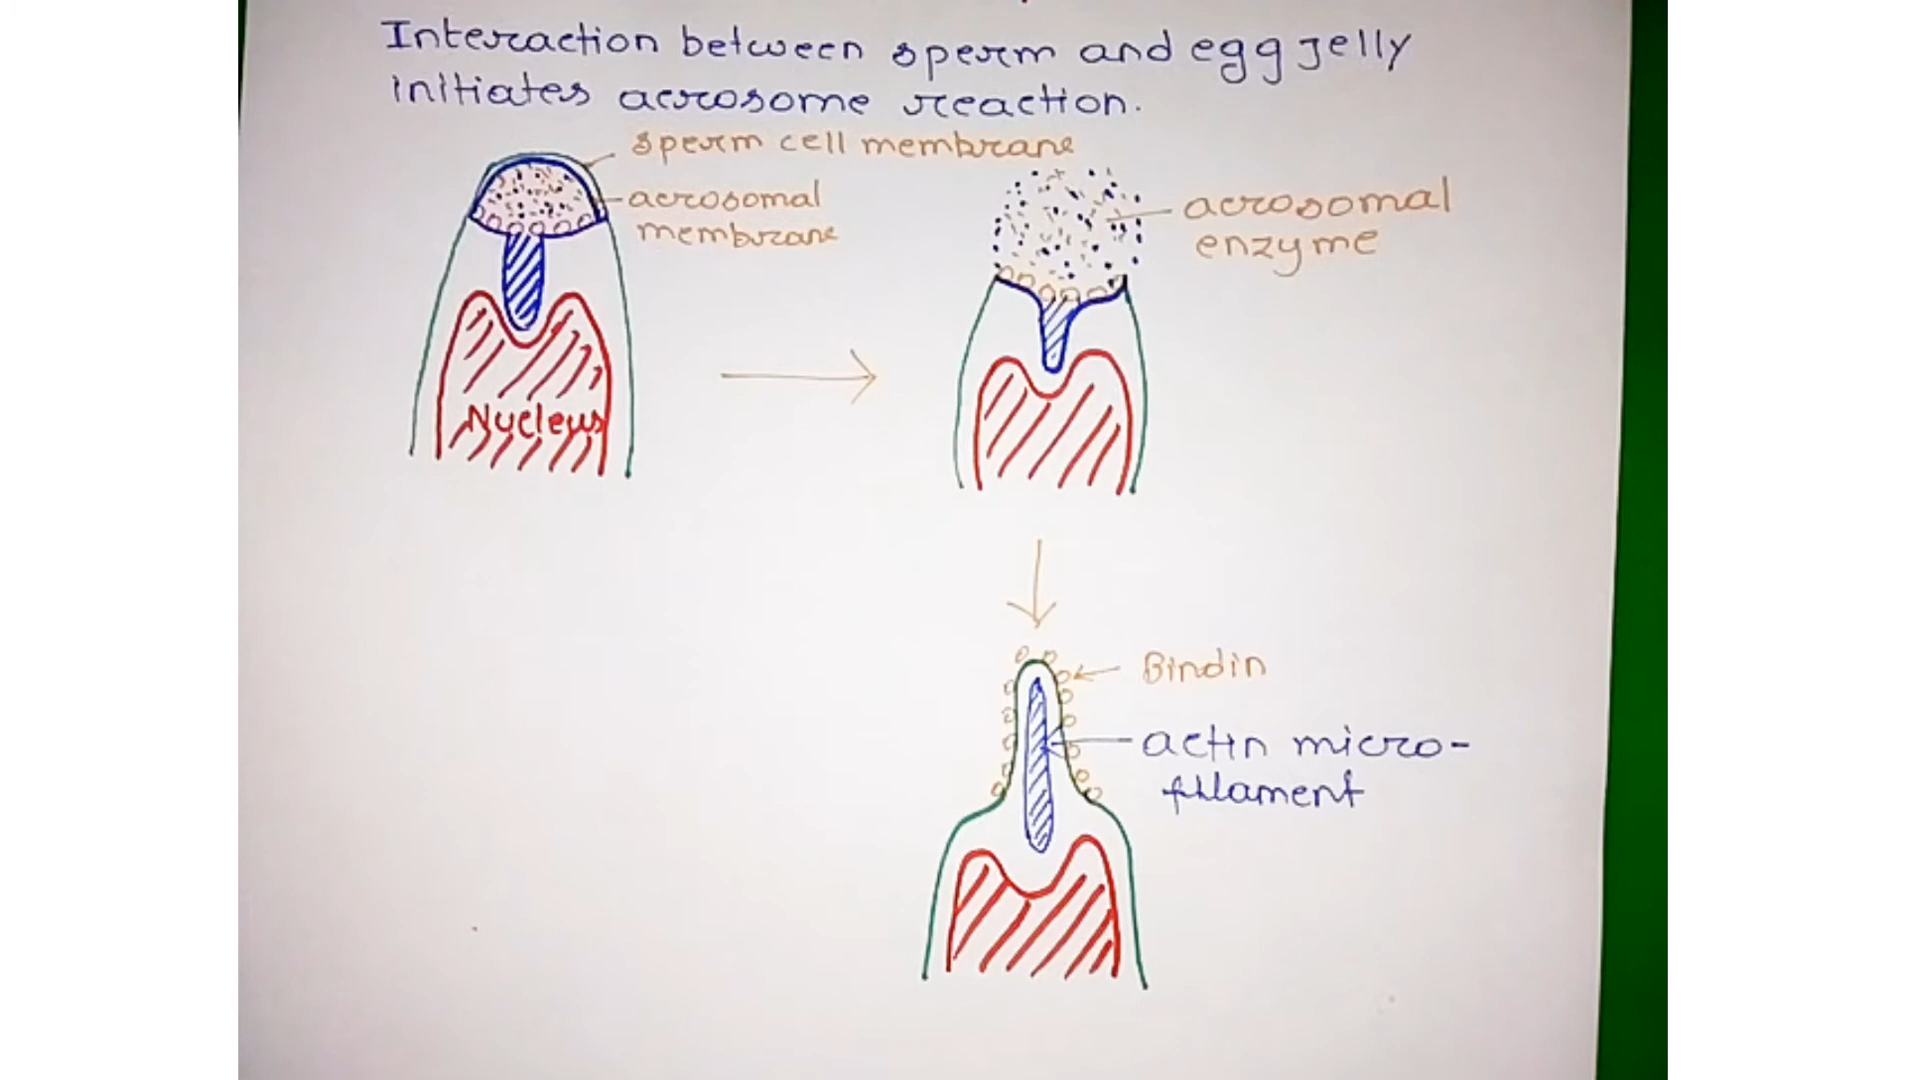 Interaction between sperm and egg jelly
initiates acrosome reaction.
sperm cell membrane
acrosomal
membrane
acrosomal
enzyme
Nucleus
Bindin
actin micro-
filament